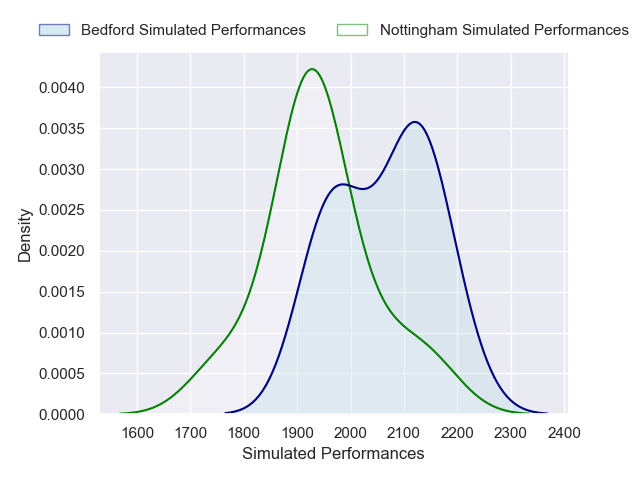 Bedford Simulated Performances Nottingham Simulated Performances
0.0040
0.0035
0.0030
0.0025
0.0020
0.0015
0.0010
0.0005
0.0000
Density
1600 1700 1800 1900 2000 2100 2200 2300 2400
Simulated Performances